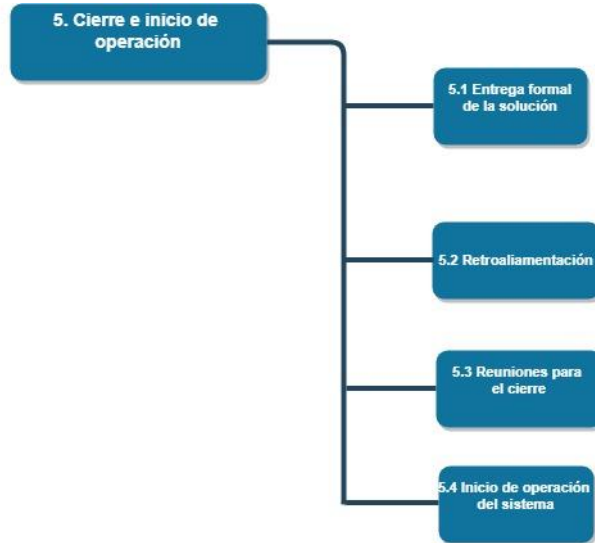 5. Cierre e inicio de
operación
5.1 Entrega formal
de la solución
5.2 Retroaliamentación
5.3 Reuniones para
el cierre
5.4 Inicio de operación
del sistema